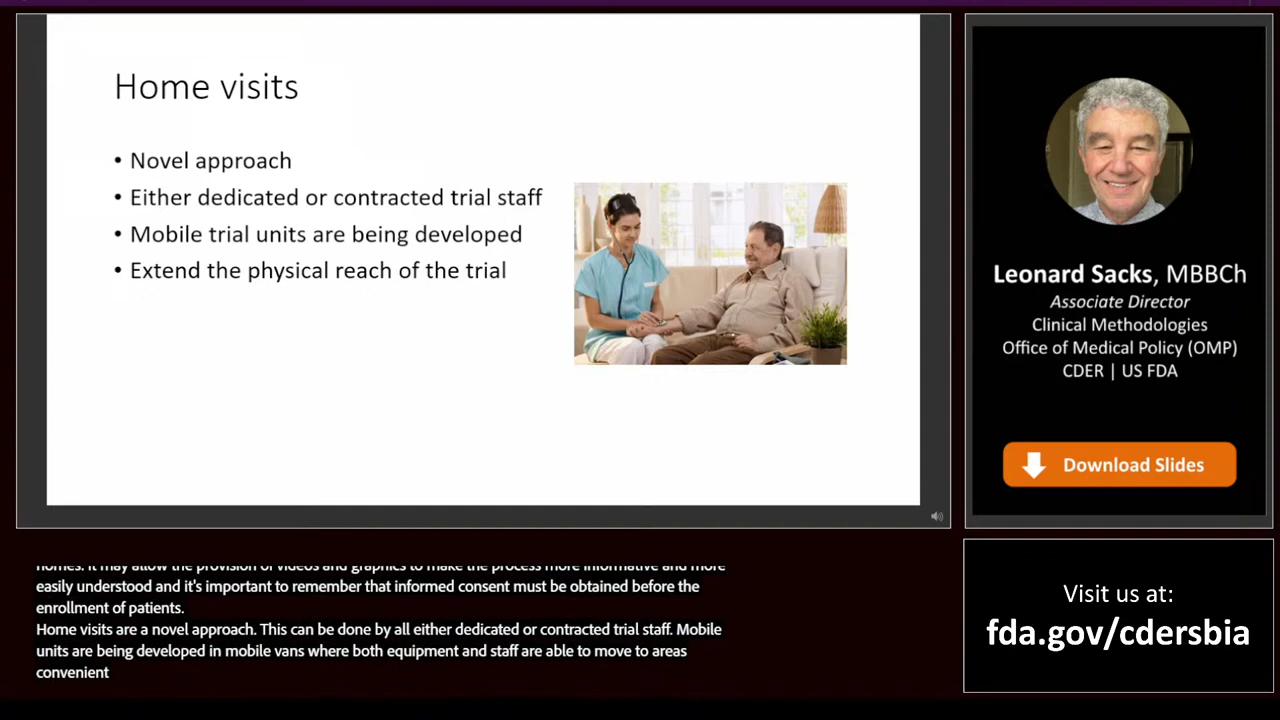 Home visits
• Novel approach
• Either dedicated or contracted trial staff
• Mobile trial units are being developed
• Extend the physical reach of the trial
Leonard Sacks, MBBCh
Associate Director
Clinical Methodologies
Office of Medical Policy (OMP)
CDER | US FDA
Download Slides
homes. It may allow the provision of videos and graphics to make the process more informative and more
easily understood and it's important to remember that informed consent must be obtained before the
enrollment of patients.
Home visits are a novel approach. This can be done by all either dedicated or contracted trial staff. Mobile
units are being developed in mobile vans where both equipment and staff are able to move to areas
convenient
Visit us at:
fda.gov/cdersbia